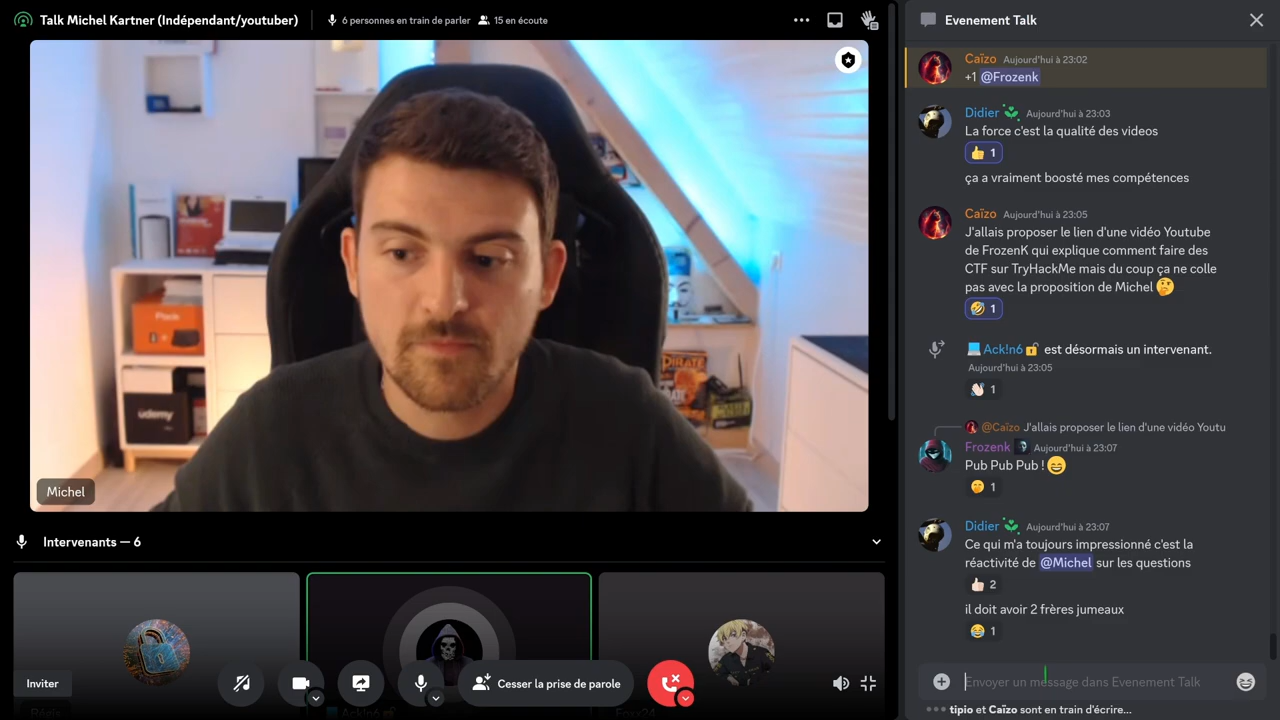 Talk Michel Kartner (Indépendant/youtuber)
6 personnes en train de parler
15 en écoute
Evenement Talk
Caïzo Aujourd'hui à 23:02
+1 @Frozenk
Didier Aujourd'hui à 23:03
La force c'est la qualité des videos
1
ça a vraiment boosté mes compétences
Caïzo Aujourd'hui à 23:05
J'allais proposer le lien d'une vidéo Youtube
de FrozenK qui explique comment faire des
CTF sur TryHackMe mais du coup ça ne colle
pas avec la proposition de Michel
1
Ack!n6 est désormais un intervenant.
Aujourd'hui à 23:05
1
@Caïzo J'allais proposer le lien d'une vidéo Youtu
Frozenk Aujourd'hui à 23:07
Pub Pub Pub !
1
Didier Aujourd'hui à 23:07
Ce qui m'a toujours impressionné c'est la
réactivité de @Michel sur les questions
2
il doit avoir 2 frères jumeaux
1
Envoyer un message dans Evenement Talk
tipio et Caïzo sont en train d'écrire...
Place
udemy
PIRATE
Michel
Intervenants — 6
Inviter
Cesser la prise de parole
Ack!n6